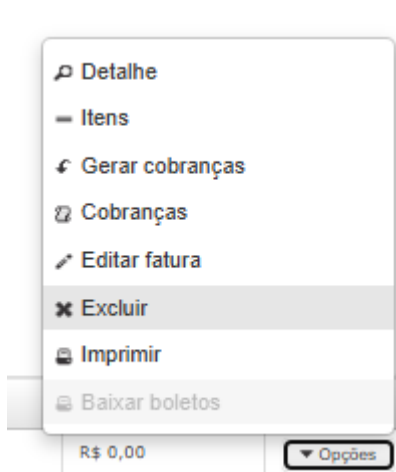 Detalhe
Itens
Gerar cobranças
Cobranças
Editar fatura
Excluir
Imprimir
Baixar boletos
R$ 0,00
Opções